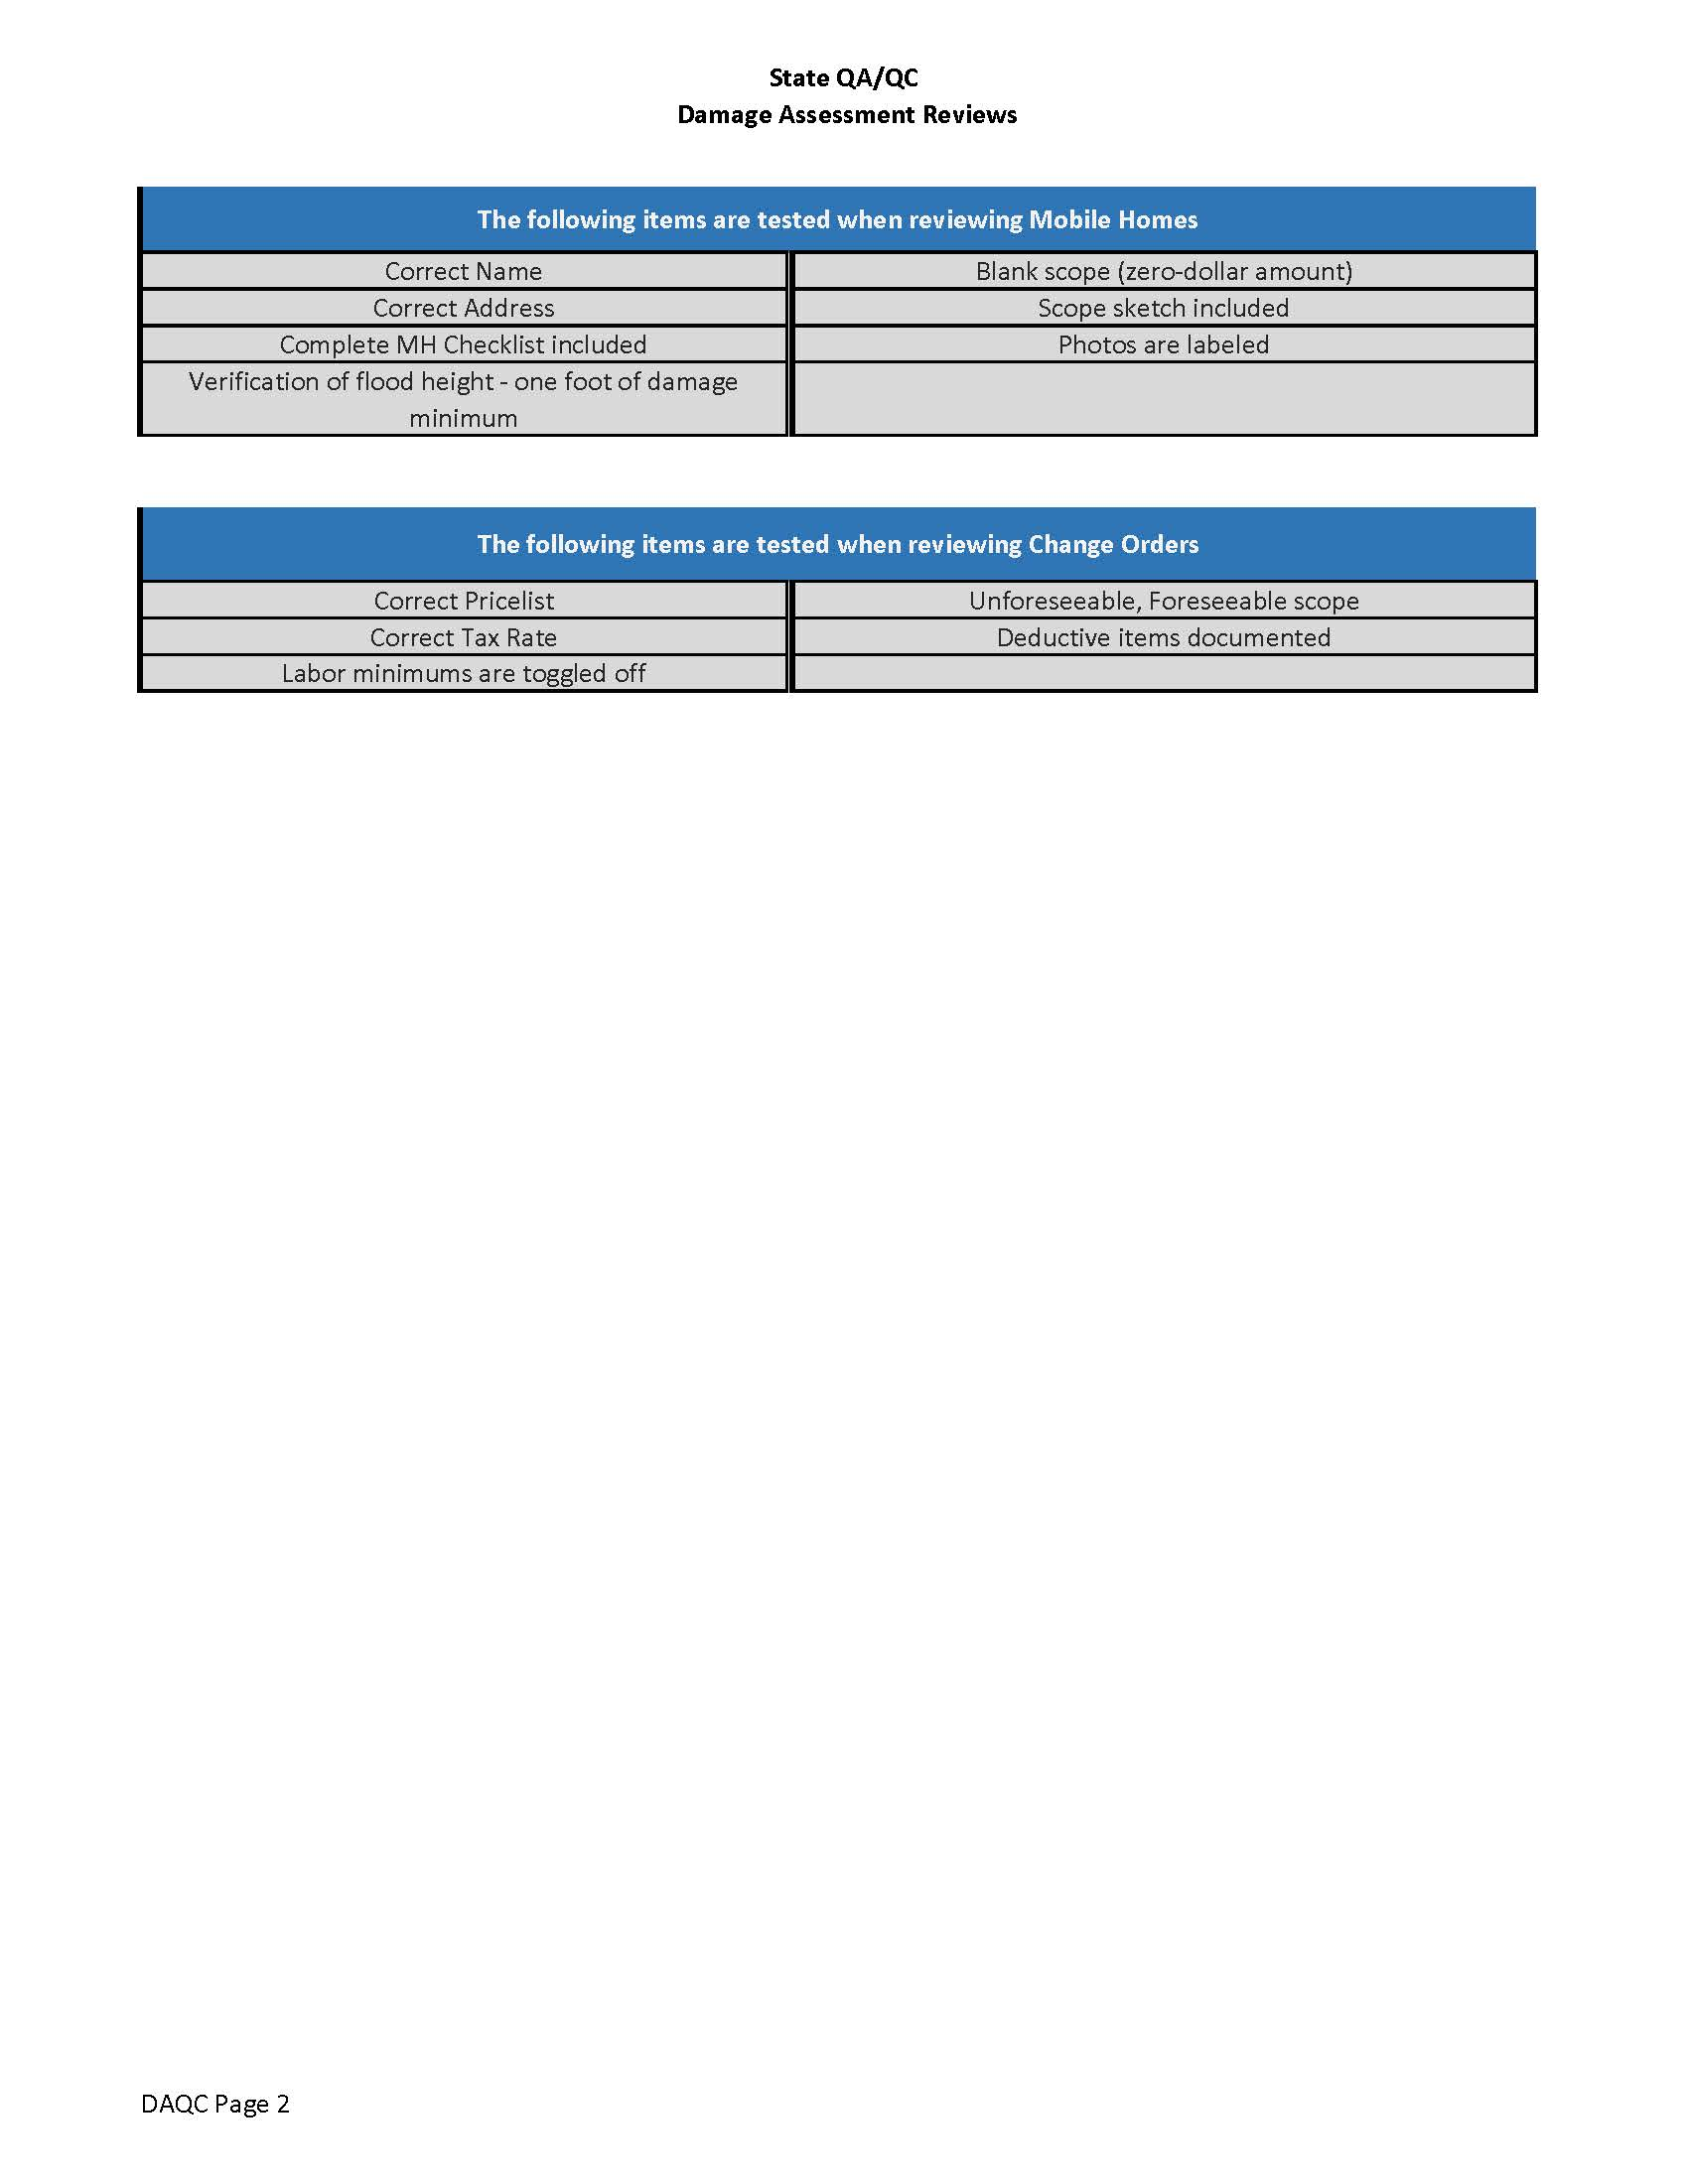 State QA/QC
Damage Assessment Reviews
The following items are tested when reviewing Mobile Homes
Correct Name
Blank scope (zero-dollar amount)
Correct Address
Scope sketch included
Complete MH Checklist included
Photos are labeled
Verification of flood height - one foot of damage
minimum
The following items are tested when reviewing Change Orders
Correct Pricelist
Unforeseeable, Foreseeable scope
Correct Tax Rate
Deductive items documented
Labor minimums are toggled off
DAQC Page 2